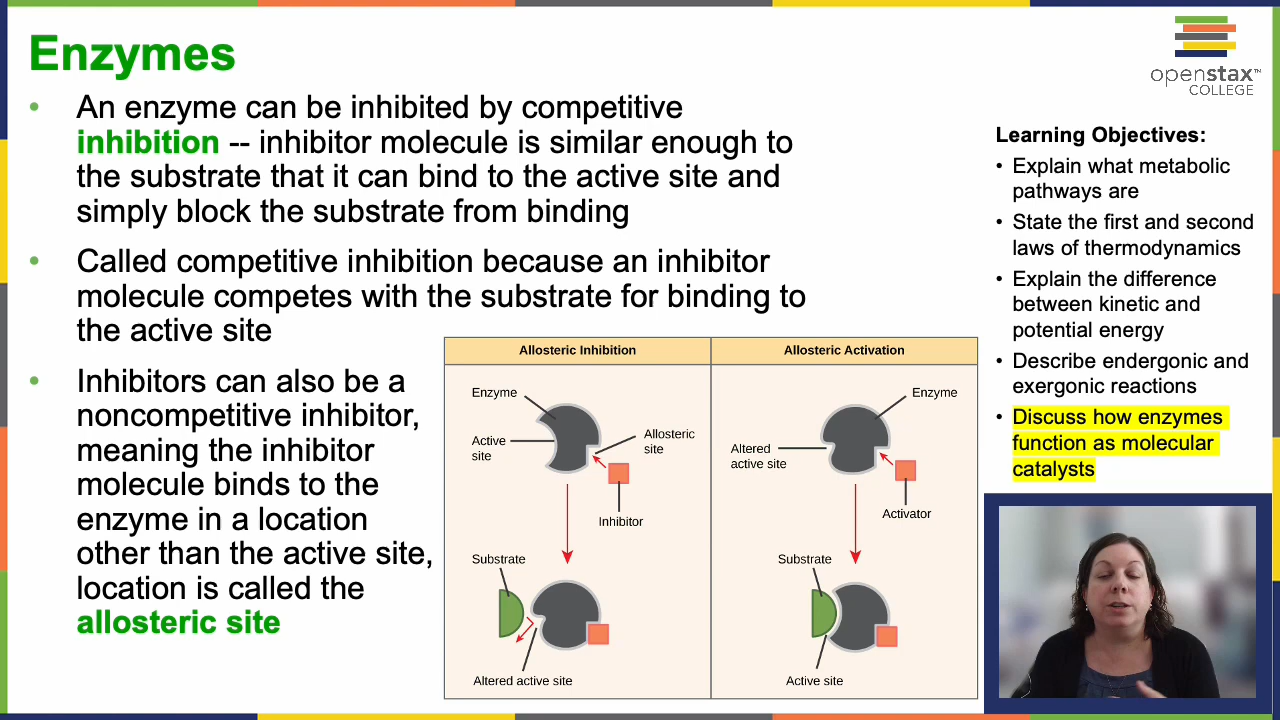 Enzymes
• An enzyme can be inhibited by competitive
inhibition -- inhibitor molecule is similar enough to
the substrate that it can bind to the active site and
simply block the substrate from binding
• Called competitive inhibition because an inhibitor
molecule competes with the substrate for binding to
the active site
• Inhibitors can also be a
noncompetitive inhibitor,
meaning the inhibitor
molecule binds to the
enzyme in a location
other than the active site,
location is called the
allosteric site
Allosteric Inhibition
Enzyme
Active
site
Allosteric
site
Inhibitor
Substrate
Altered active site
Allosteric Activation
Enzyme
Altered
active site
Activator
Substrate
Active site
openstax™
COLLEGE
Learning Objectives:
• Explain what metabolic
pathways are
• State the first and second
laws of thermodynamics
• Explain the difference
between kinetic and
potential energy
• Describe endergonic and
exergonic reactions
• Discuss how enzymes
function as molecular
catalysts